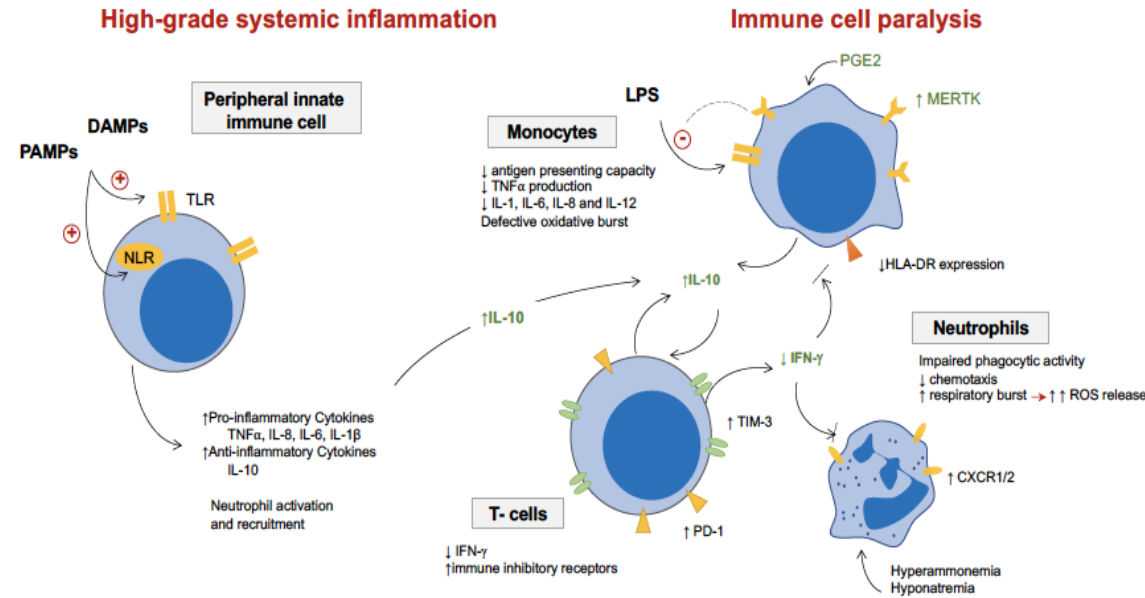 High-grade systemic inflammation
Immune cell paralysis
Peripheral innate
immune cell
DAMPs
PAMPs
TLR
NLR
↑Pro-inflammatory Cytokines
TNFα, IL-8, IL-6, IL-1β
↑Anti-inflammatory Cytokines
IL-10
Neutrophil activation
and recruitment
↑IL-10
LPS
PGE2
↑ MERTK
Monocytes
↓ antigen presenting capacity
↓ TNFα production
↓ IL-1, IL-6, IL-8 and IL-12
Defective oxidative burst
↓HLA-DR expression
↑IL-10
↓ IFN-γ
↑ TIM-3
↑ PD-1
T- cells
↓ IFN-γ
↑immune inhibitory receptors
Neutrophils
Impaired phagocytic activity
↓ chemotaxis
↑ respiratory burst → ↑ ↑ ROS release
↑ CXCR1/2
Hyperammonemia
Hyponatremia